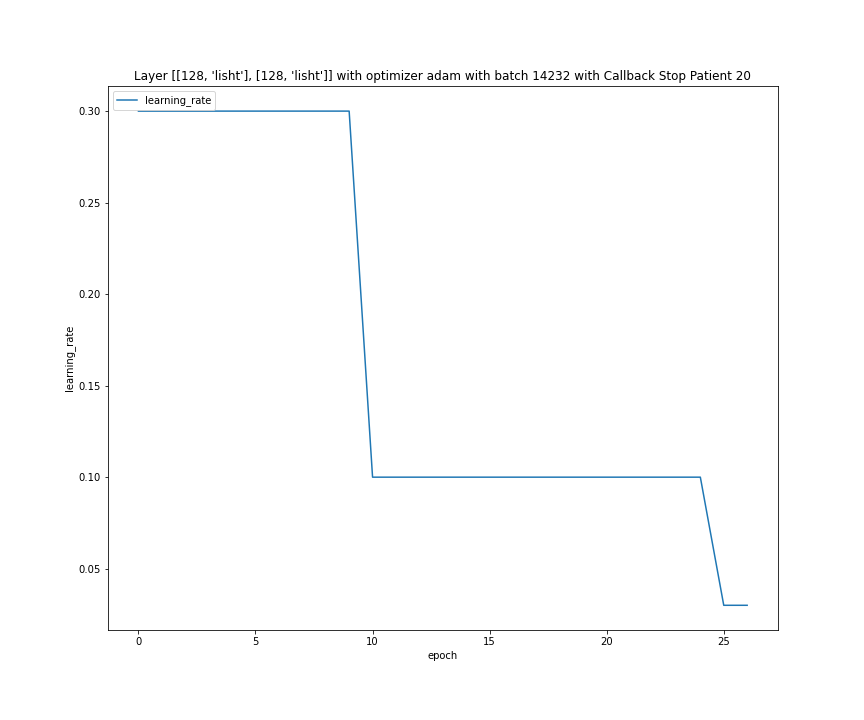 Layer [[128, 'lisht'], [128, 'lisht']] with optimizer adam with batch 14232 with Callback Stop Patient 20
learning_rate
0.30
0.25
0.20
0.15
0.10
0.05
learning_rate
0 5 10 15 20 25
epoch